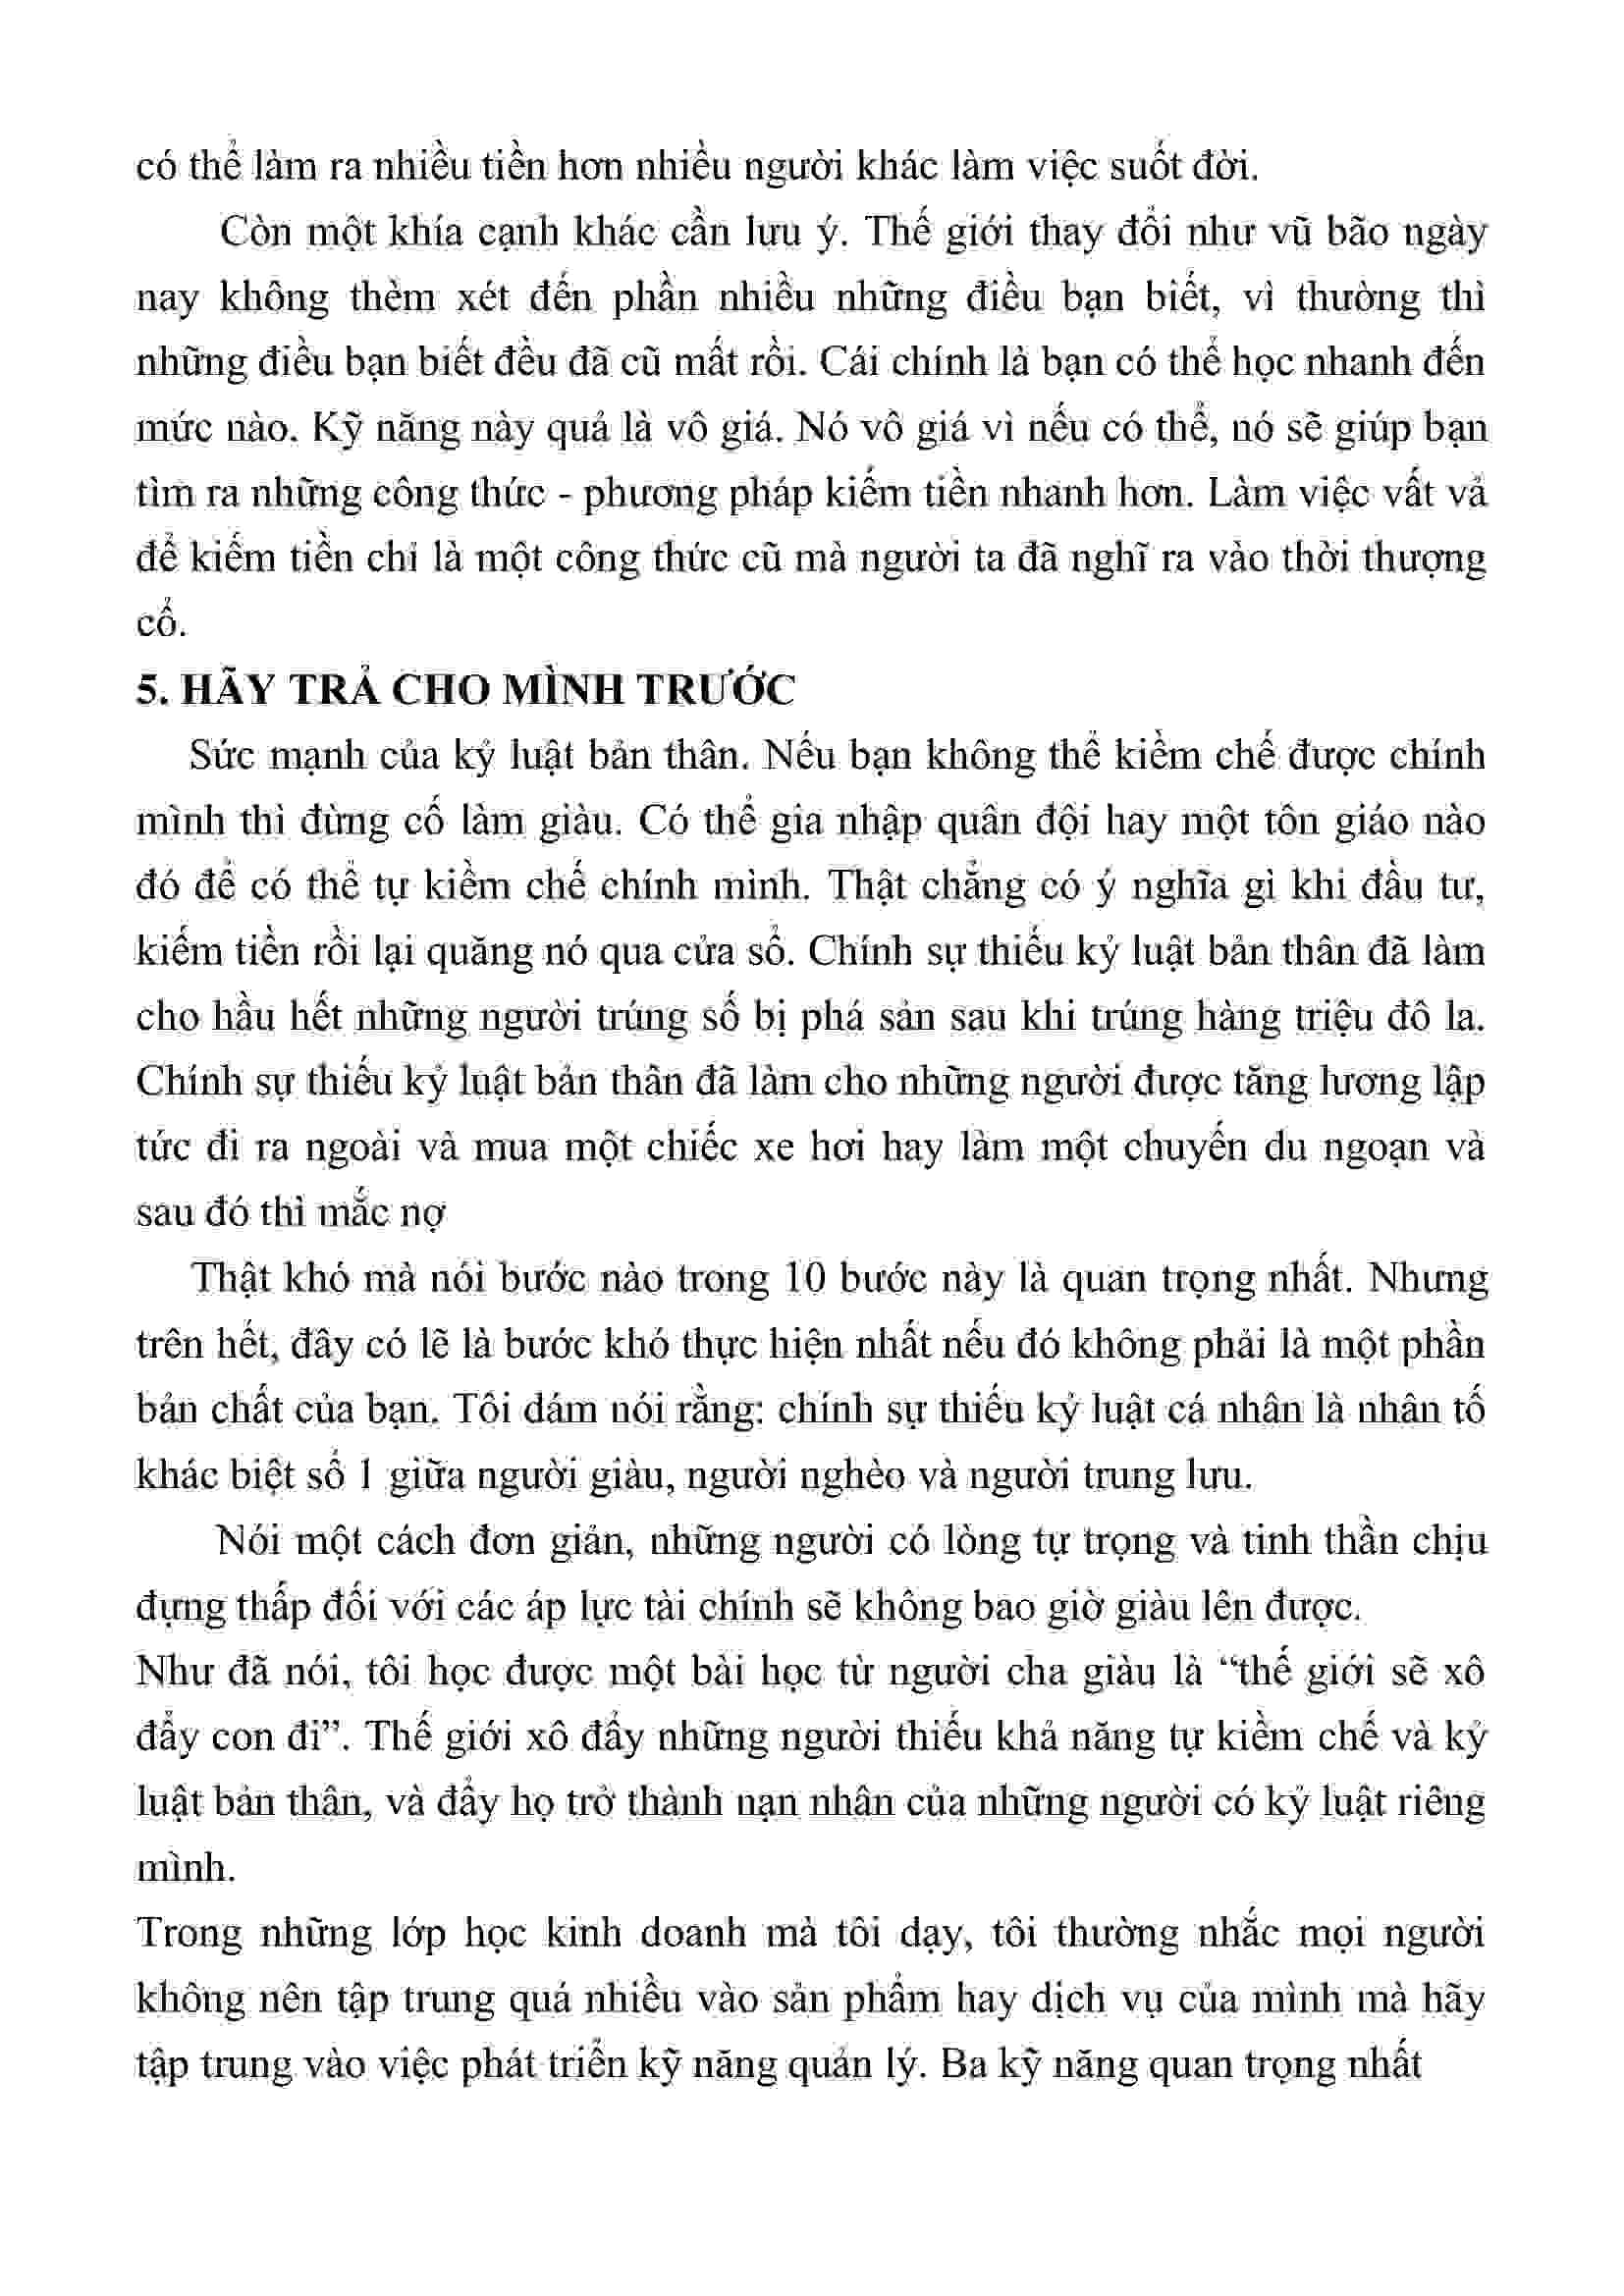 có thể làm ra nhiều tiền hơn nhiều người khác làm việc suốt đời.
Còn một khía cạnh khác cần lưu ý. Thế giới thay đổi như vũ bão ngày
nay không thèm xét đến phần nhiều những điều bạn biết, vì thường thì
những điều bạn biết đều đã cũ mất rồi. Cái chính là bạn có thể học nhanh đến
mức nào. Kỹ năng này quả là vô giá. Nó vô giá vì nếu có thể, nó sẽ giúp bạn
tìm ra những công thức - phương pháp kiếm tiền nhanh hơn. Làm việc vất vả
để kiếm tiền chỉ là một công thức cũ mà người ta đã nghĩ ra vào thời thượng
cổ.
5. HÃY TRẢ CHO MÌNH TRƯỚC
Sức mạnh của kỷ luật bản thân. Nếu bạn không thể kiềm chế được chính
mình thì đừng cố làm giàu. Có thể gia nhập quân đội hay một tôn giáo nào
đó để có thể tự kiềm chế chính mình. Thật chẳng có ý nghĩa gì khi đầu tư,
kiếm tiền rồi lại quăng nó qua cửa sổ. Chính sự thiếu kỷ luật bản thân đã làm
cho hầu hết những người trúng số bị phá sản sau khi trúng hàng triệu đô la.
Chính sự thiếu kỷ luật bản thân đã làm cho những người được tăng lương lập
tức đi ra ngoài và mua một chiếc xe hơi hay làm một chuyến du ngoạn và
sau đó thì mắc nợ
Thật khó mà nói bước nào trong 10 bước này là quan trọng nhất. Nhưng
trên hết, đây có lẽ là bước khó thực hiện nhất nếu đó không phải là một phần
bản chất của bạn. Tôi dám nói rằng: chính sự thiếu kỷ luật cá nhân là nhân tố
khác biệt số 1 giữa người giàu, người nghèo và người trung lưu.
Nói một cách đơn giản, những người có lòng tự trọng và tinh thần chịu
đựng thấp đối với các áp lực tài chính sẽ không bao giờ giàu lên được.
Như đã nói, tôi học được một bài học từ người cha giàu là “thế giới sẽ xô
đẩy con đi”. Thế giới xô đẩy những người thiếu khả năng tự kiềm chế và kỷ
luật bản thân, và đẩy họ trở thành nạn nhân của những người có kỷ luật riêng
mình.
Trong những lớp học kinh doanh mà tôi dạy, tôi thường nhắc mọi người
không nên tập trung quá nhiều vào sản phẩm hay dịch vụ của mình mà hãy
tập trung vào việc phát triển kỹ năng quản lý. Ba kỹ năng quan trọng nhất